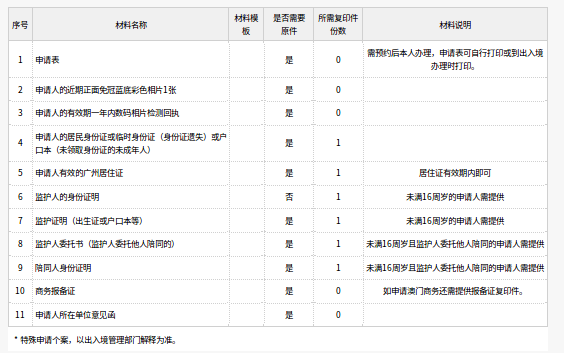 序号 材料名称 材料模板 是否需要原件 所需复印件份数 材料说明
1 申请表 是 0 需预约后本人办理，申请表可自行打印或到出入境办理时打印。
2 申请人的近期正面免冠蓝底彩色相片1张 是 0
3 申请人的有效期一年内数码相片检测回执 是 0
4 申请人的居民身份证或临时身份证（身份证遗失）或户口本（未领取身份证的未成年人） 是 1
5 申请人有效的广州居住证 是 1 居住证有效期内即可
6 监护人的身份证明 否 1 未满16周岁的申请人需提供
7 监护证明（出生证或户口本等） 是 1 未满16周岁的申请人需提供
8 监护人委托书（监护人委托他人陪同的） 是 1 未满16周岁且监护人委托他人陪同的申请人需提供
9 陪同人身份证明 是 1 未满16周岁且监护人委托他人陪同的申请人需提供
10 商务报备证 是 0 如申请澳门商务还需提供报备证复印件。
11 申请人所在单位意见函 是 0
* 特殊申请个案，以出入境管理部门解释为准。